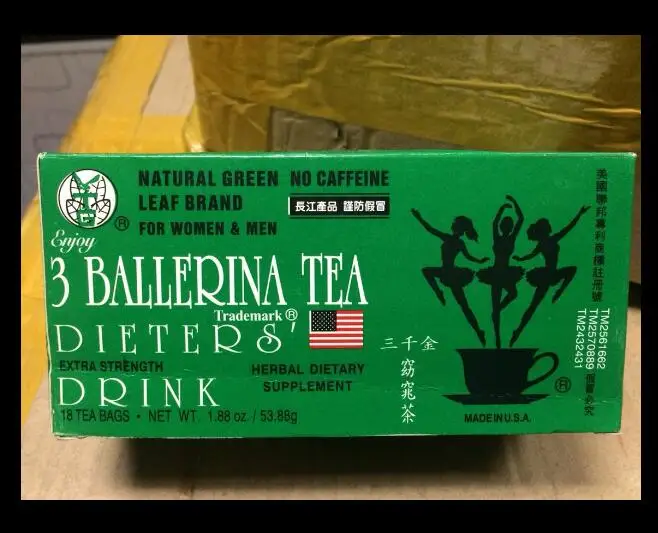 NATURAL GREEN NO CAFFEINE
LEAF BRAND
長江產品 謹防假冒
®
FOR WOMEN & MEN
Enjoy
3 BALLERINA TEA
Trademark ®
DIETERS'
EXTRA STRENGTH
HERBAL DIETARY
SUPPLEMENT
DRINK
18 TEA BAGS • NET WT. 1.88 oz. / 53.88g
三千金
窈窕茶
®
MADE IN U.S.A.
美國聯邦專利商標註冊號
TM2561662
TM2570889
TM2432431
必究